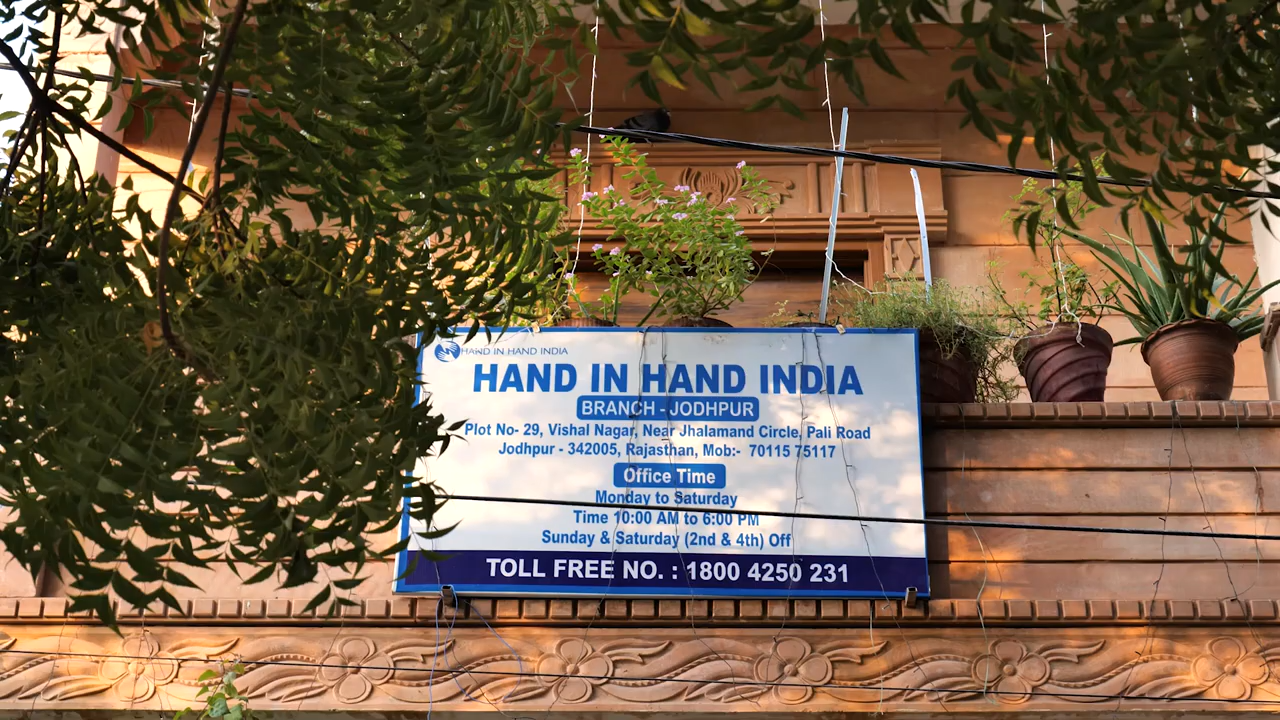 HAND IN HAND INDIA
HAND IN HAND INDIA
BRANCH - JODHPUR
Plot No- 29, Vishal Nagar, Near Jhalamand Circle, Pali Road
Jodhpur - 342005, Rajasthan, Mob:- 70115 75117
Office Time
Monday to Saturday
Time 10:00 AM to 6:00 PM
Sunday & Saturday (2nd & 4th) Off
TOLL FREE NO. : 1800 4250 231